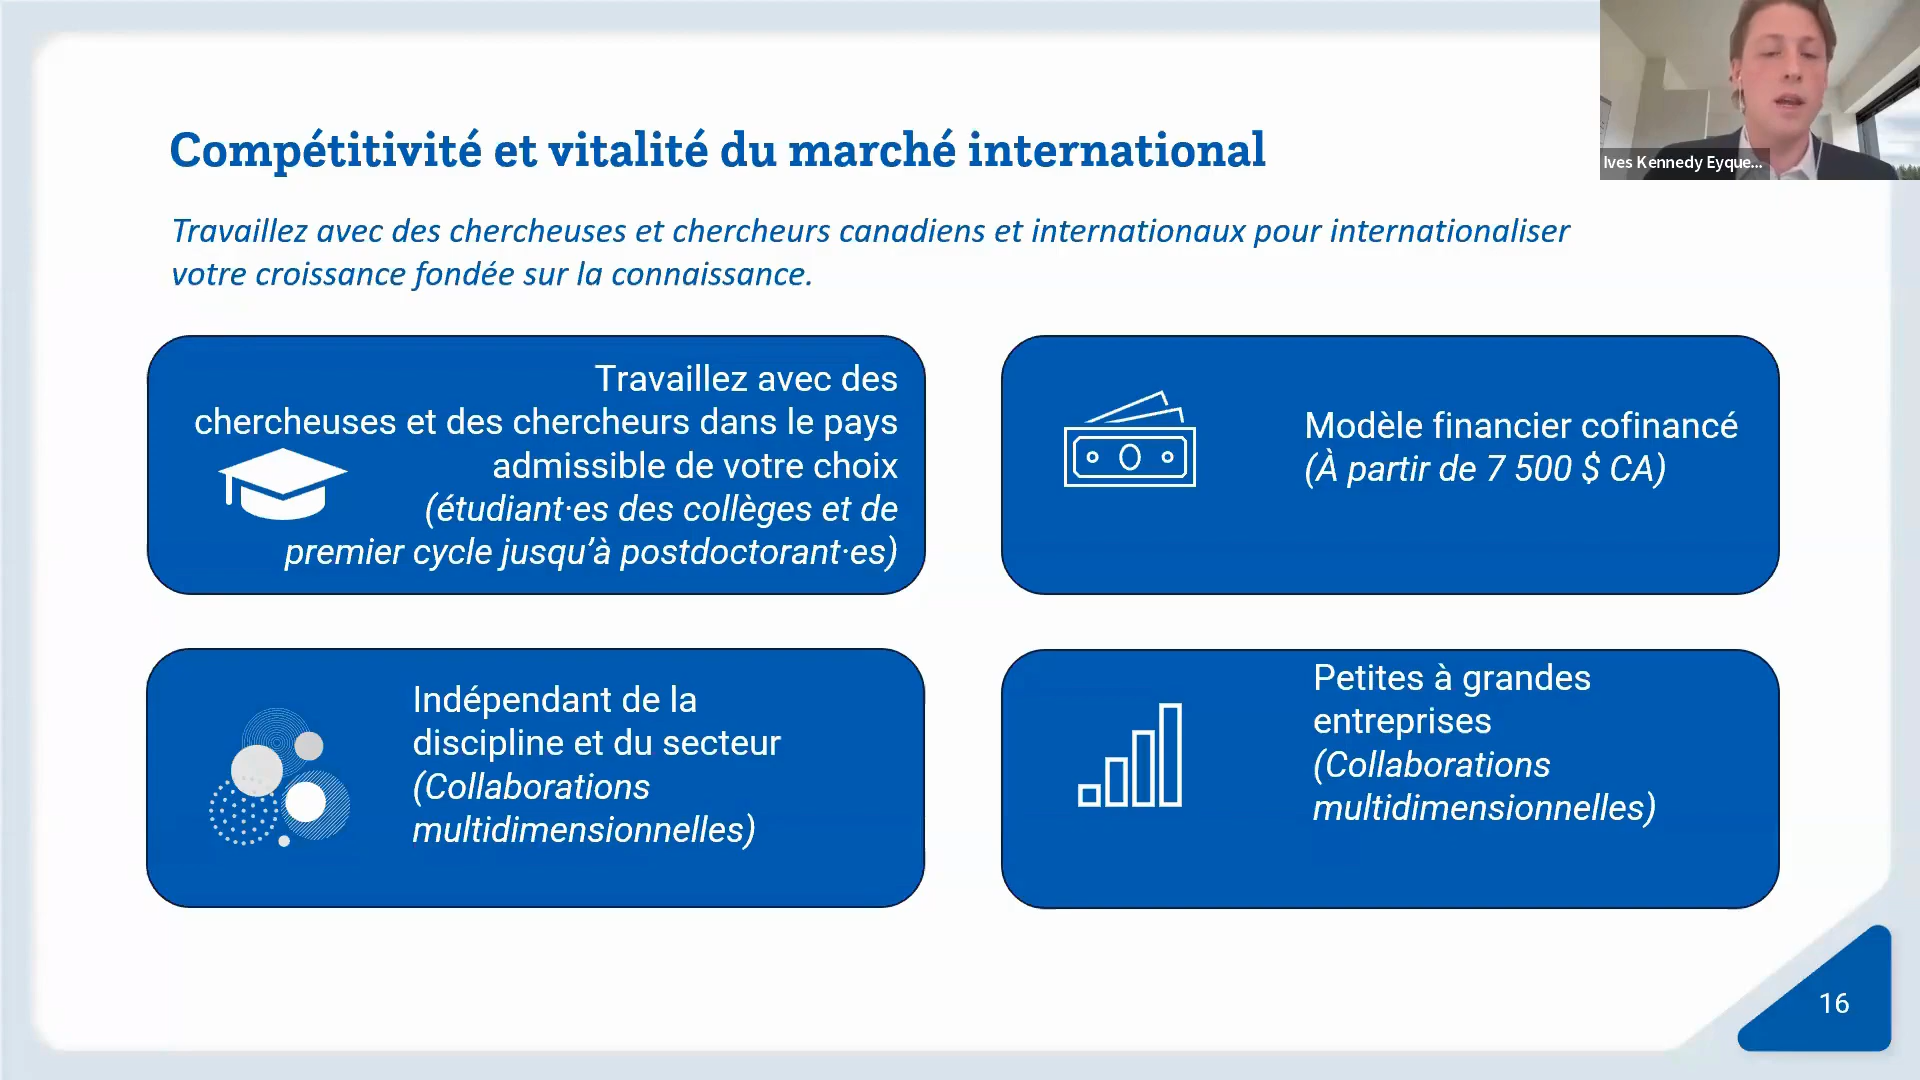 Compétitivité et vitalité du marché international
Ives Kennedy Eyque...
Travaillez avec des chercheuses et chercheurs canadiens et internationaux pour internationaliser
votre croissance fondée sur la connaissance.
Travaillez avec des
chercheuses et des chercheurs dans le pays
admissible de votre choix
(étudiant·es des collèges et de
premier cycle jusqu’à postdoctorant·es)
Modèle financier cofinancé
(À partir de 7 500 $ CA)
Indépendant de la
discipline et du secteur
(Collaborations
multidimensionnelles)
Petites à grandes
entreprises
(Collaborations
multidimensionnelles)
16